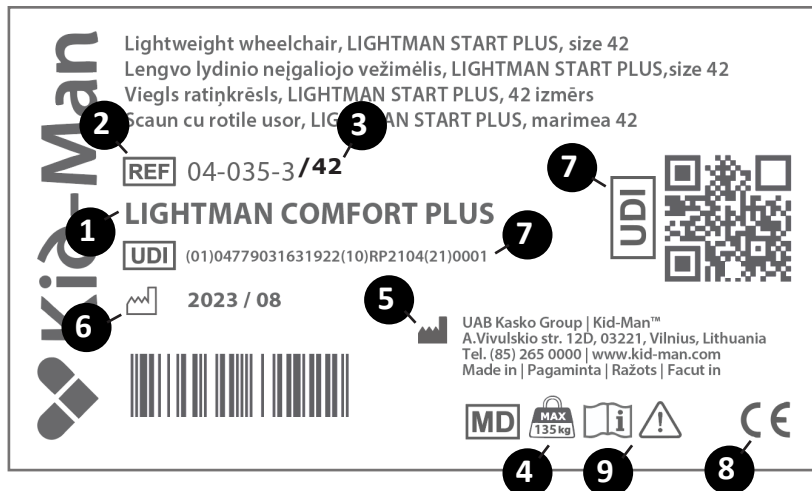 Kid-Man
Lightweight wheelchair, LIGHTMAN START PLUS, size 42
Lengvo lydinio neįgaliojo vežimėlis, LIGHTMAN START PLUS,size 42
Viegls ratiņkrēsls, LIGHTMAN START PLUS, 42 izmērs
Scaun cu rotile usor, LIGHTMAN START PLUS, marimea 42
2
3
REF 04-035-3/42
7
UDI
1
LIGHTMAN COMFORT PLUS
UDI (01)04779031631922(10)RP2104(21)0001
7
6
2023 / 08
5
UAB Kasko Group | Kid-Man™
A.Vivulskio str. 12D, 03221, Vilnius, Lithuania
Tel. (85) 265 0000 | www.kid-man.com
Made in | Pagaminta | Ražots | Facut in
MD
MAX
135 kg
i
!
CE
4
9
8